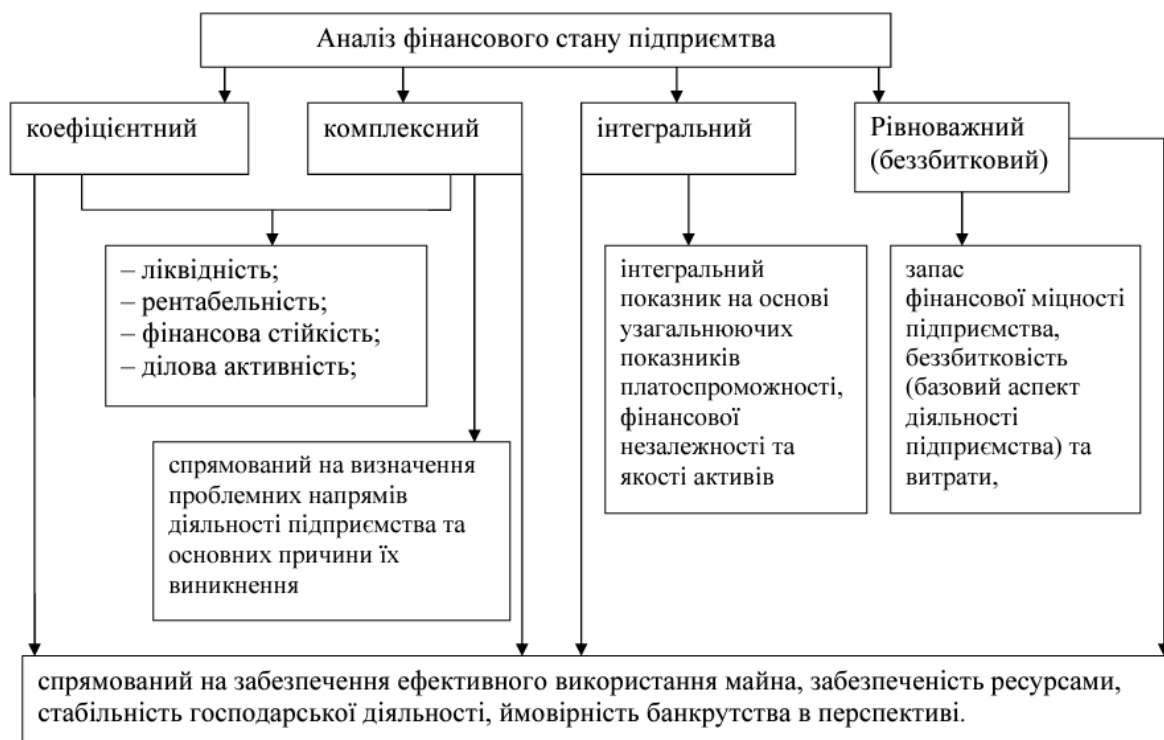 Аналіз фінансового стану підприємтва
коефіцієнтний
комплексний
інтегральний
Рівноважний
(беззбитковий)
– ліквідність;
– рентабельність;
– фінансова стійкість;
– ділова активність;
інтегральний
показник на основі
узагальнюючих
показників
платоспроможності,
фінансової
незалежності та
якості активів
запас
фінансової міцності
підприємства,
беззбитковість
(базовий аспект
діяльності
підприємства) та
витрати,
спрямований на визначення
проблемних напрямів
діяльності підприємства та
основних причини їх
виникнення
спрямований на забезпечення ефективного використання майна, забезпеченість ресурсами,
стабільність господарської діяльності, ймовірність банкрутства в перспективі.